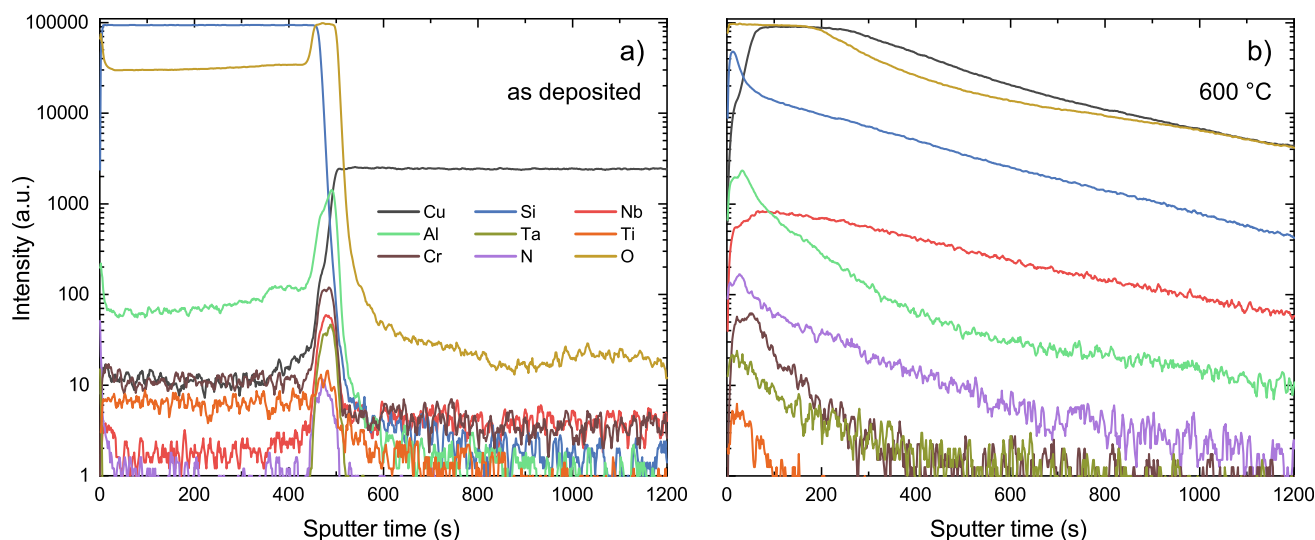 100000
10000
1000
100
10
1
Intensity (a.u.)
a)
as deposited
Cu Si Nb
Al Ta Ti
Cr N O
0 200 400 600 800 1000 1200
Sputter time (s)
b)
600 °C
0 200 400 600 800 1000 1200
Sputter time (s)